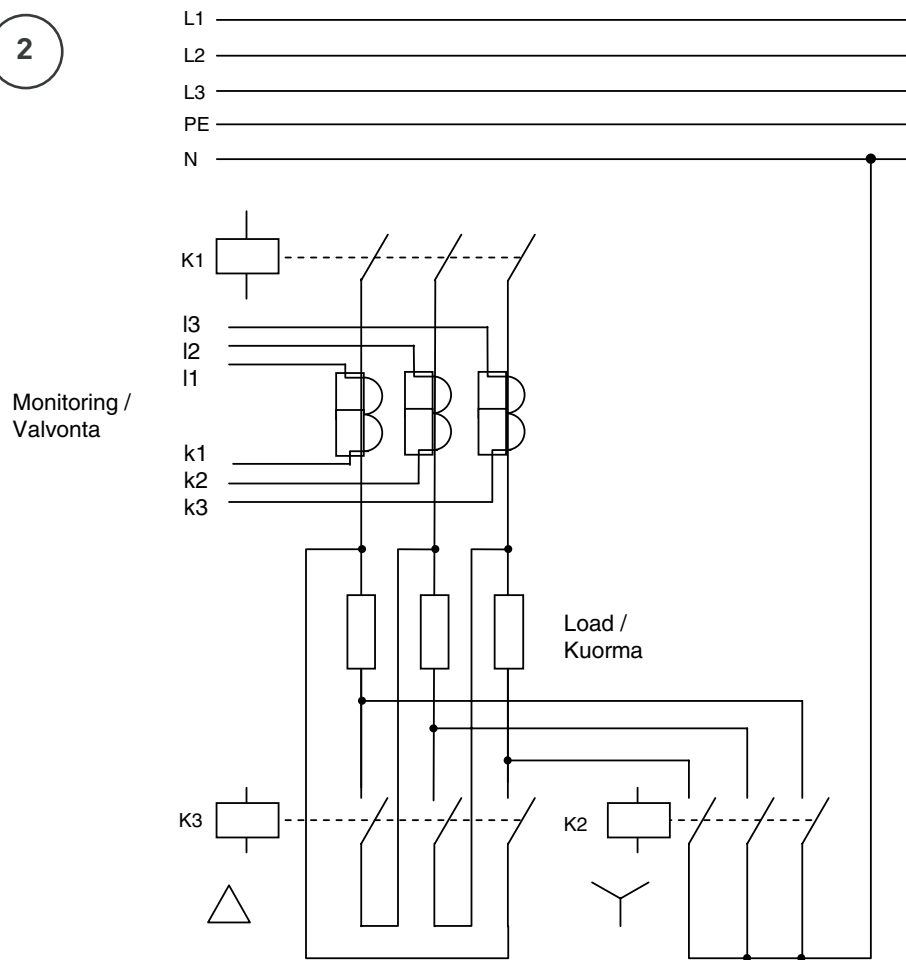 2
L1
L2
L3
PE
N
K1
l3
l2
l1
Monitoring /
Valvonta
k1
k2
k3
Load /
Kuorma
K3
K2